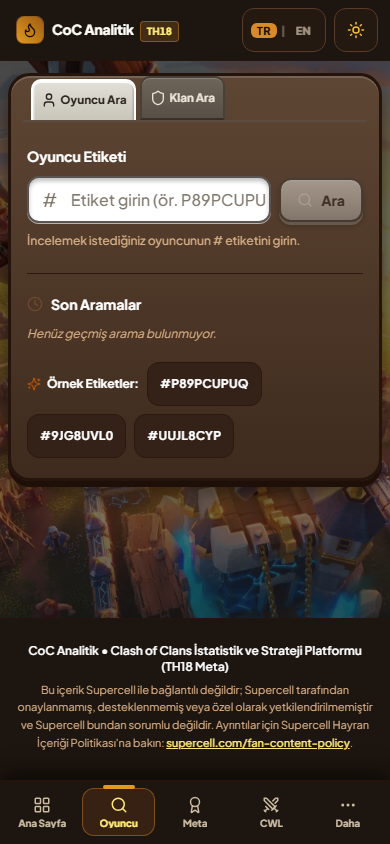 CoC Analitik TH18 TR | EN
Oyuncu Ara Klan Ara
Oyuncu Etiketi
# Etiket girin (ör. P89PCUPU Ara
İncelemek istediğiniz oyuncunun # etiketini girin.
Son Aramalar
Henüz geçmiş arama bulunmuyor.
Örnek Etiketler: #P89PCUPUQ
#9JG8UVL0 #UUJL8CYP
CoC Analitik • Clash of Clans İstatistik ve Strateji Platformu
(TH18 Meta)
Bu içerik Supercell ile bağlantılı değildir; Supercell tarafından
onaylanmamış, desteklenmemiş veya özel olarak yetkilendirilmemiştir
ve Supercell bundan sorumlu değildir. Ayrıntılar için Supercell Hayran
İçeriği Politikası'na bakın: supercell.com/fan-content-policy.
Ana Sayfa Oyuncu Meta CWL Daha